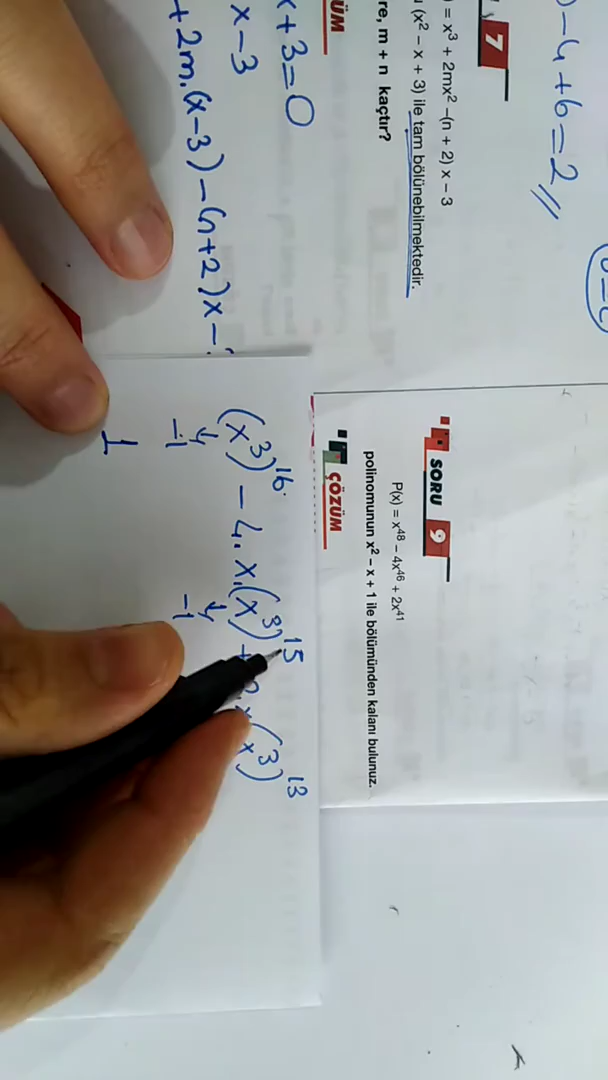 ) - 4 + 6 = 2 //
7
) = x³ + 2mx² –(n + 2) x – 3
(x² – x + 3) ile tam bölünebilmektedir.
re, m + n kaçtır?
ÜM
x + 3 = 0
x - 3
+ 2m.(x-3) - (n+2)x -
SORU 9
P(x) = x⁴⁸ – 4x⁴⁶ + 2x⁴¹
polinomunun x² – x + 1 ile bölümünden kalanı bulunuz.
ÇÖZÜM
(x³)¹⁶ - 4.x.(x³)¹⁵ + (x³)¹³
-1 -1
1